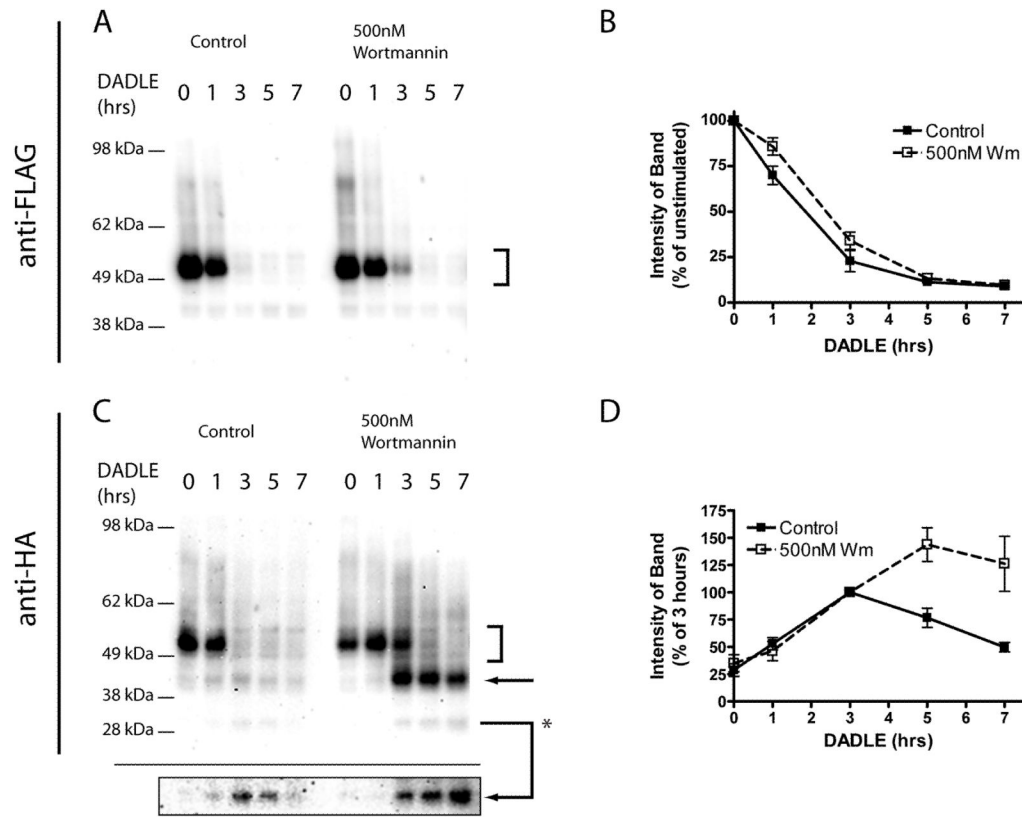 A
Control
500nM
Wortmannin
DADLE
(hrs)
0 1 3 5 7 0 1 3 5 7
98 kDa
62 kDa
49 kDa
38 kDa
anti-FLAG
B
100
75
50
25
0
Intensity of Band
(% of unstimulated)
Control
500nM Wm
0 1 2 3 4 5 6 7
DADLE (hrs)
C
Control
500nM
Wortmannin
DADLE
(hrs)
0 1 3 5 7 0 1 3 5 7
98 kDa
62 kDa
49 kDa
38 kDa
28 kDa
*
anti-HA
D
175
150
125
100
75
50
25
0
Intensity of Band
(% of 3 hours)
Control
500nM Wm
0 1 2 3 4 5 6 7
DADLE (hrs)